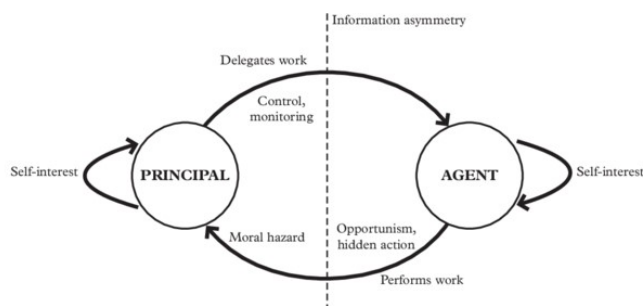 Information asymmetry
Delegates work
Control,
monitoring
Self-interest
PRINCIPAL
AGENT
Self-interest
Moral hazard
Opportunism,
hidden action
Performs work